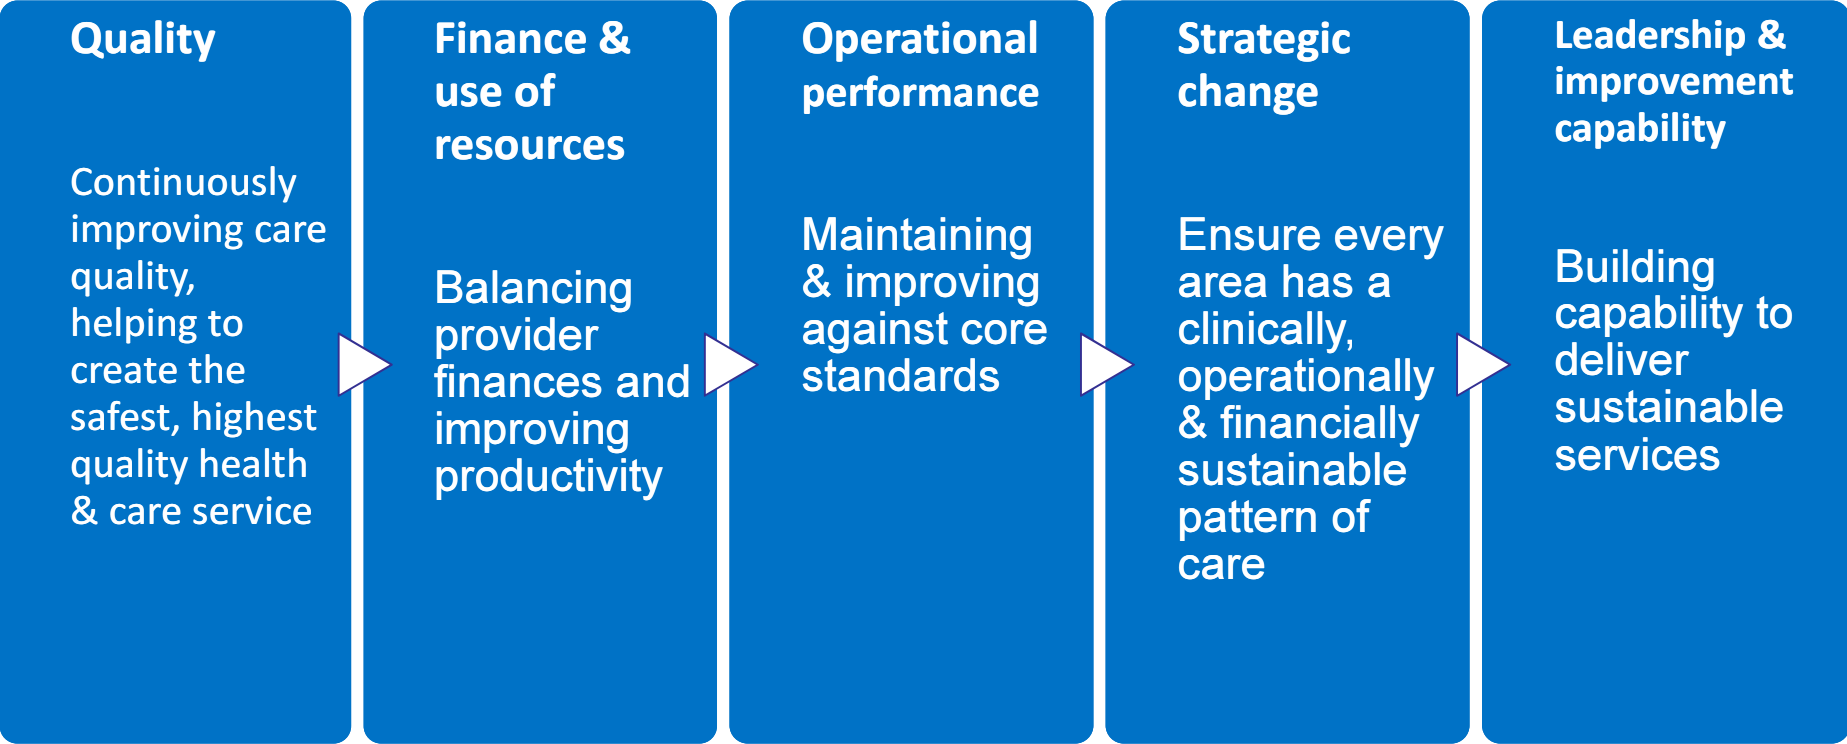 Quality
Continuously
improving care
quality,
helping to
create the
safest, highest
quality health
& care service
Finance &
use of
resources
Balancing
provider
finances and
improving
productivity
Operational
performance
Maintaining
& improving
against core
standards
Strategic
change
Ensure every
area has a
clinically,
operationally
& financially
sustainable
pattern of
care
Leadership &
improvement
capability
Building
capability to
deliver
sustainable
services